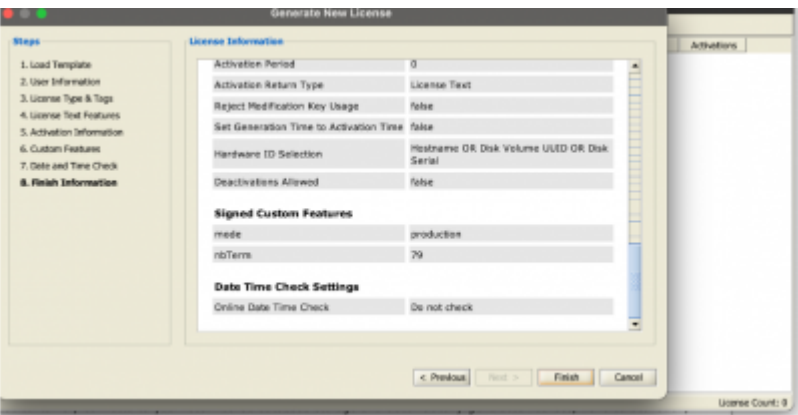 Generate New License
Steps
License Information
Activations
1. Load Template
2. User Information
3. License Type & Tags
4. License Text Features
5. Activation Information
6. Custom Features
7. Date and Time Check
8. Finish Information
Activation Period 0
Activation Return Type License Text
Reject Modification Key Usage false
Set Generation Time to Activation Time false
Hardware ID Selection Hostname OR Disk Volume UUID OR Disk
Serial
Deactivations Allowed false
Signed Custom Features
mode production
nbTerm 79
Date Time Check Settings
Online Date Time Check Do not check
< Previous Next > Finish Cancel
License Count: 0